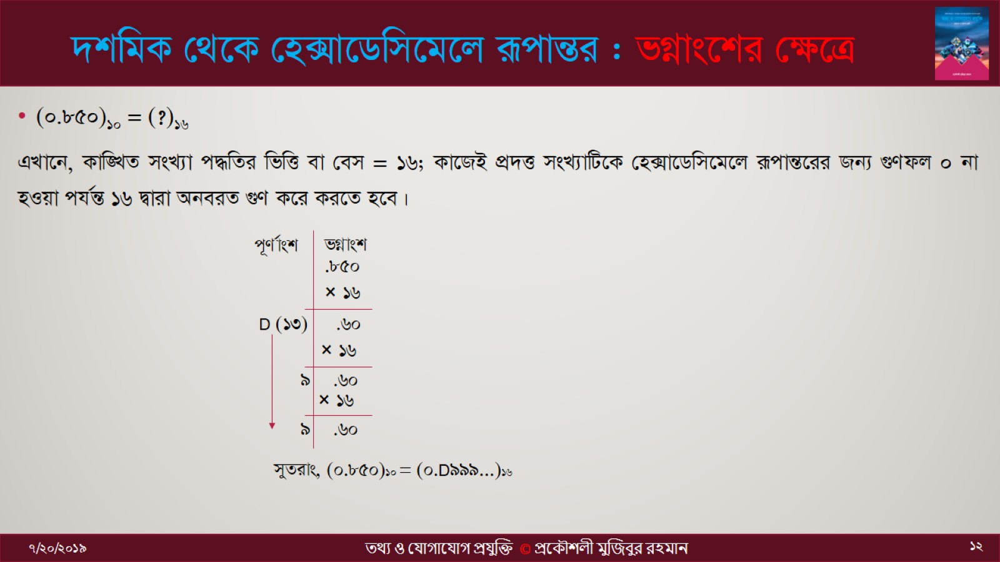 দশমিক থেকে হেক্সাডেসিমেলে রূপান্তর : ভগ্নাংশের ক্ষেত্রে
• (০.৮৫০)১০ = (?)১৬
এখানে, কাঙ্খিত সংখ্যা পদ্ধতির ভিত্তি বা বেস = ১৬; কাজেই প্রদত্ত সংখ্যাটিকে হেক্সাডেসিমেলে রূপান্তরের জন্য গুণফল ০ না
হওয়া পর্যন্ত ১৬ দ্বারা অনবরত গুণ করে করতে হবে।
পূর্ণাংশ ভগ্নাংশ
.৮৫০
× ১৬
D (১৩) .৬০
× ১৬
৯ .৬০
× ১৬
৯ .৬০
সুতরাং, (০.৮৫০)১০ = (০.D৯৯৯...)১৬
৭/২০/২০১৯ তথ্য ও যোগাযোগ প্রযুক্তি © প্রকৌশলী মুজিবুর রহমান ১২